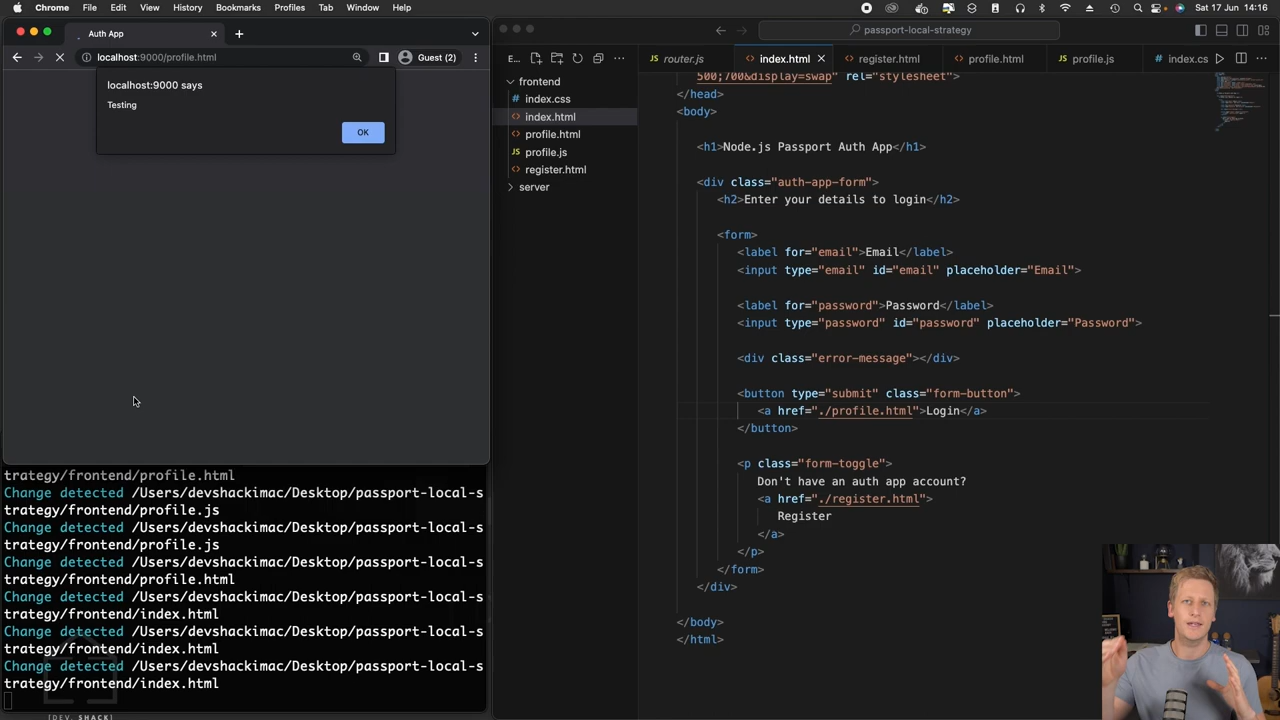 Chrome File Edit View History Bookmarks Profiles Tab Window Help
Sat 17 Jun 14:16
Auth App
localhost:9000/profile.html
Guest (2)
localhost:9000 says
Testing
OK
trategy/frontend/profile.html
Change detected /Users/devshackimac/Desktop/passport-local-s
trategy/frontend/profile.js
Change detected /Users/devshackimac/Desktop/passport-local-s
trategy/frontend/profile.js
Change detected /Users/devshackimac/Desktop/passport-local-s
trategy/frontend/profile.html
Change detected /Users/devshackimac/Desktop/passport-local-s
trategy/frontend/index.html
Change detected /Users/devshackimac/Desktop/passport-local-s
trategy/frontend/index.html
Change detected /Users/devshackimac/Desktop/passport-local-s
trategy/frontend/index.html
[DEV. SHACK]
passport-local-strategy
E...
frontend
index.css
index.html
profile.html
profile.js
register.html
server
router.js index.html register.html profile.html profile.js index.cs
500;700&display=swap" rel="stylesheet">
</head>
<body>
<h1>Node.js Passport Auth App</h1>
<div class="auth-app-form">
<h2>Enter your details to login</h2>
<form>
<label for="email">Email</label>
<input type="email" id="email" placeholder="Email">
<label for="password">Password</label>
<input type="password" id="password" placeholder="Password">
<div class="error-message"></div>
<button type="submit" class="form-button">
<a href="./profile.html">Login</a>
</button>
<p class="form-toggle">
Don't have an auth app account?
<a href="./register.html">
Register
</a>
</p>
</form>
</div>
</body>
</html>